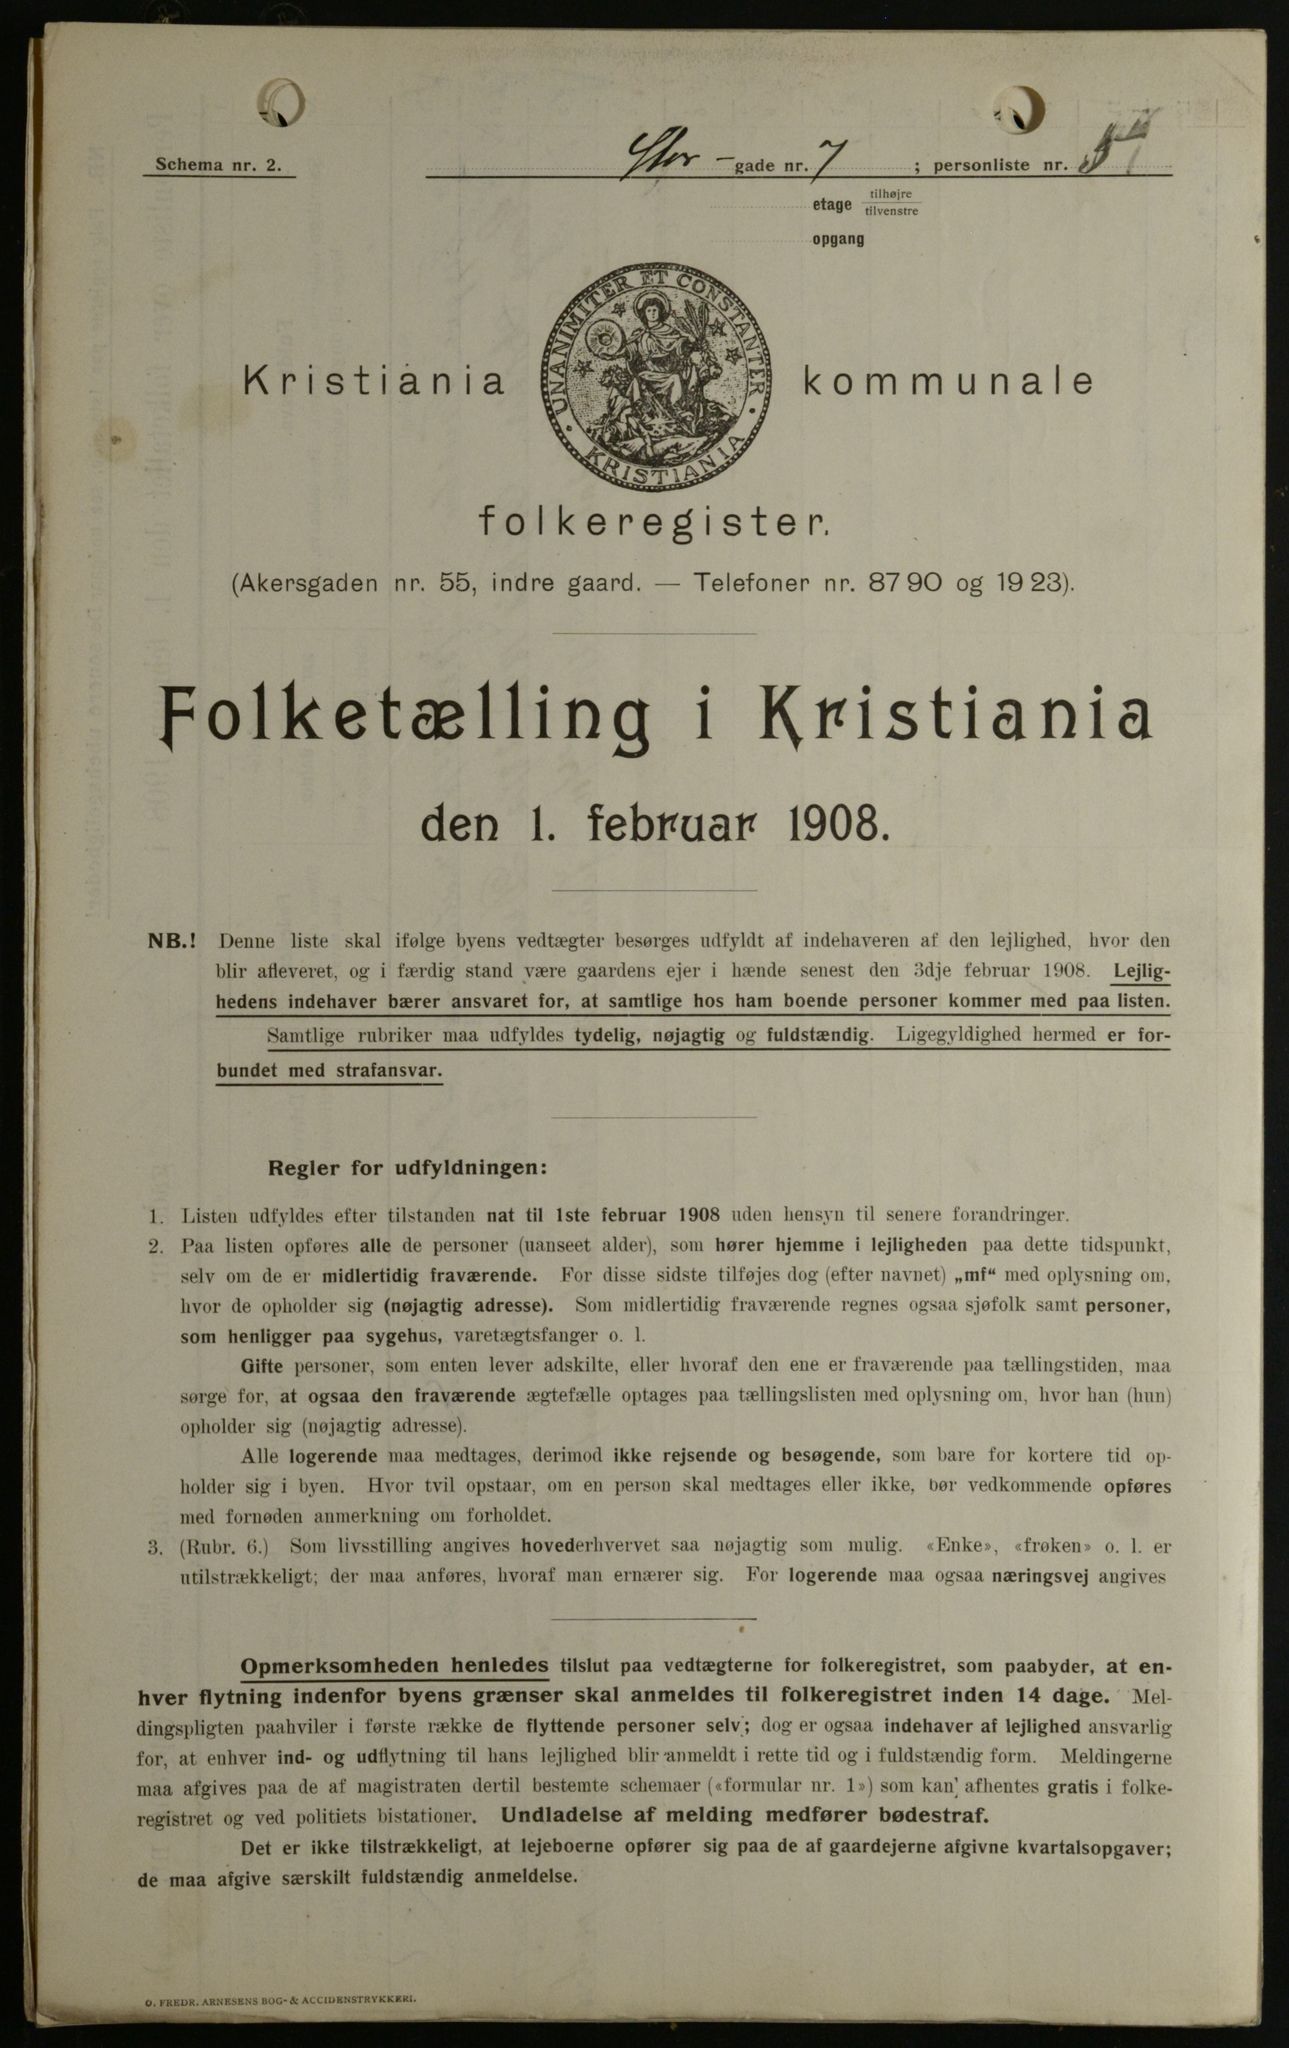 Schema nr. 2.
Stor - gade nr. 7 ; personliste nr. 5
etage tilhøjre
tilvenstre
opgang
UNANIMITER ET CONSTANTER
KRISTIANIA
Kristiania kommunale
folkeregister.
(Akersgaden nr. 55, indre gaard. — Telefoner nr. 87 90 og 19 23).
Folketælling i Kristiania
den 1. februar 1908.
NB.! Denne liste skal ifølge byens vedtægter besørges udfyldt af indehaveren af den lejlighed, hvor den
blir afleveret, og i færdig stand være gaardens ejer i hænde senest den 3dje februar 1908. Lejlig-
hedens indehaver bærer ansvaret for, at samtlige hos ham boende personer kommer med paa listen.
Samtlige rubriker maa udfyldes tydelig, nøjagtig og fuldstændig. Ligegyldighed hermed er for-
bundet med strafansvar.
Regler for udfyldningen:
1. Listen udfyldes efter tilstanden nat til 1ste februar 1908 uden hensyn til senere forandringer.
2. Paa listen opføres alle de personer (uanseet alder), som hører hjemme i lejligheden paa dette tidspunkt,
selv om de er midlertidig fraværende. For disse sidste tilføjes dog (efter navnet) „mf“ med oplysning om,
hvor de opholder sig (nøjagtig adresse). Som midlertidig fraværende regnes ogsaa sjøfolk samt personer,
som henligger paa sygehus, varetægtsfanger o. l.
Gifte personer, som enten lever adskilte, eller hvoraf den ene er fraværende paa tællingstiden, maa
sørge for, at ogsaa den fraværende ægtefælle optages paa tællingslisten med oplysning om, hvor han (hun)
opholder sig (nøjagtig adresse).
Alle logerende maa medtages, derimod ikke rejsende og besøgende, som bare for kortere tid op-
holder sig i byen. Hvor tvil opstaar, om en person skal medtages eller ikke, bør vedkommende opføres
med fornøden anmerkning om forholdet.
3. (Rubr. 6.) Som livsstilling angives hovederhvervet saa nøjagtig som mulig. «Enke», «frøken» o. l. er
utilstrækkeligt; der maa anføres, hvoraf man ernærer sig. For logerende maa ogsaa næringsvej angives
Opmerksomheden henledes tilslut paa vedtægterne for folkeregistret, som paabyder, at en-
hver flytning indenfor byens grænser skal anmeldes til folkeregistret inden 14 dage. Mel-
dingspligten paahviler i første række de flyttende personer selv; dog er ogsaa indehaver af lejlighed ansvarlig
for, at enhver ind- og udflytning til hans lejlighed blir anmeldt i rette tid og i fuldstændig form. Meldingerne
maa afgives paa de af magistraten dertil bestemte schemaer («formular nr. 1») som kan afhentes gratis i folke-
registret og ved politiets bistationer. Undladelse af melding medfører bødestraf.
Det er ikke tilstrækkeligt, at lejeboerne opfører sig paa de af gaardejerne afgivne kvartalsopgaver;
de maa afgive særskilt fuldstændig anmeldelse.
O. FREDR. ARNESENS BOG- & ACCIDENSTRYKKERI.